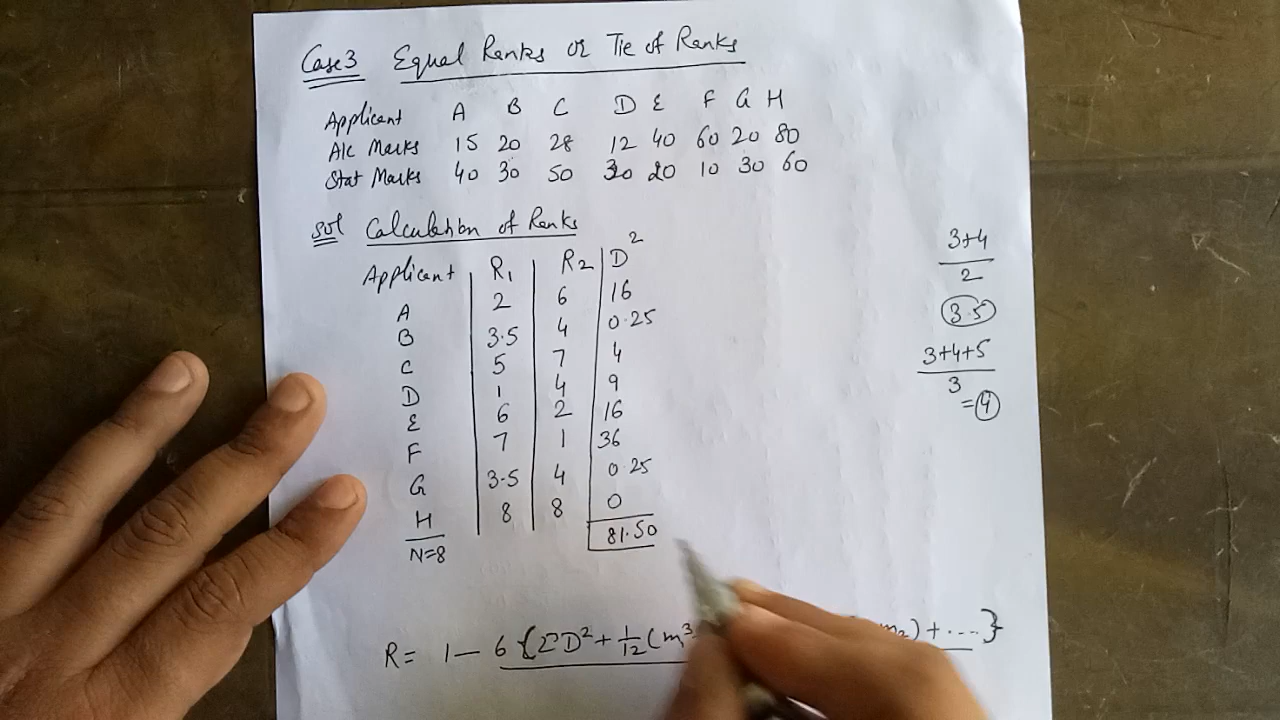 Case 3 Equal Ranks or Tie of Ranks
Applicant A B C D E F G H
A/c Marks 15 20 28 12 40 60 20 80
Stat Marks 40 30 50 30 20 10 30 60
Sol Calculation of Ranks
Applicant R₁ R₂ D²
A 2 6 16
B 3.5 4 0.25
C 5 7 4
D 1 4 9
E 6 2 16
F 7 1 36
G 3.5 4 0.25
H 8 8 0
N=8 81.50
3+4
2
3.5
3+4+5
3
=4
R= 1 - 6 {ΣD² + 1/12 (m³ m₂) + ....}